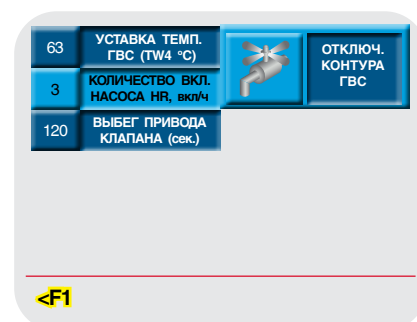 63
УСТАВКА ТЕМП.
ГВС (TW4 °C)
3
КОЛИЧЕСТВО ВКЛ.
НАСОСА HR, вкл/ч
120
ВЫБЕГ ПРИВОДА
КЛАПАНА (сек.)
ОТКЛЮЧ.
КОНТУРА
ГВС
<F1